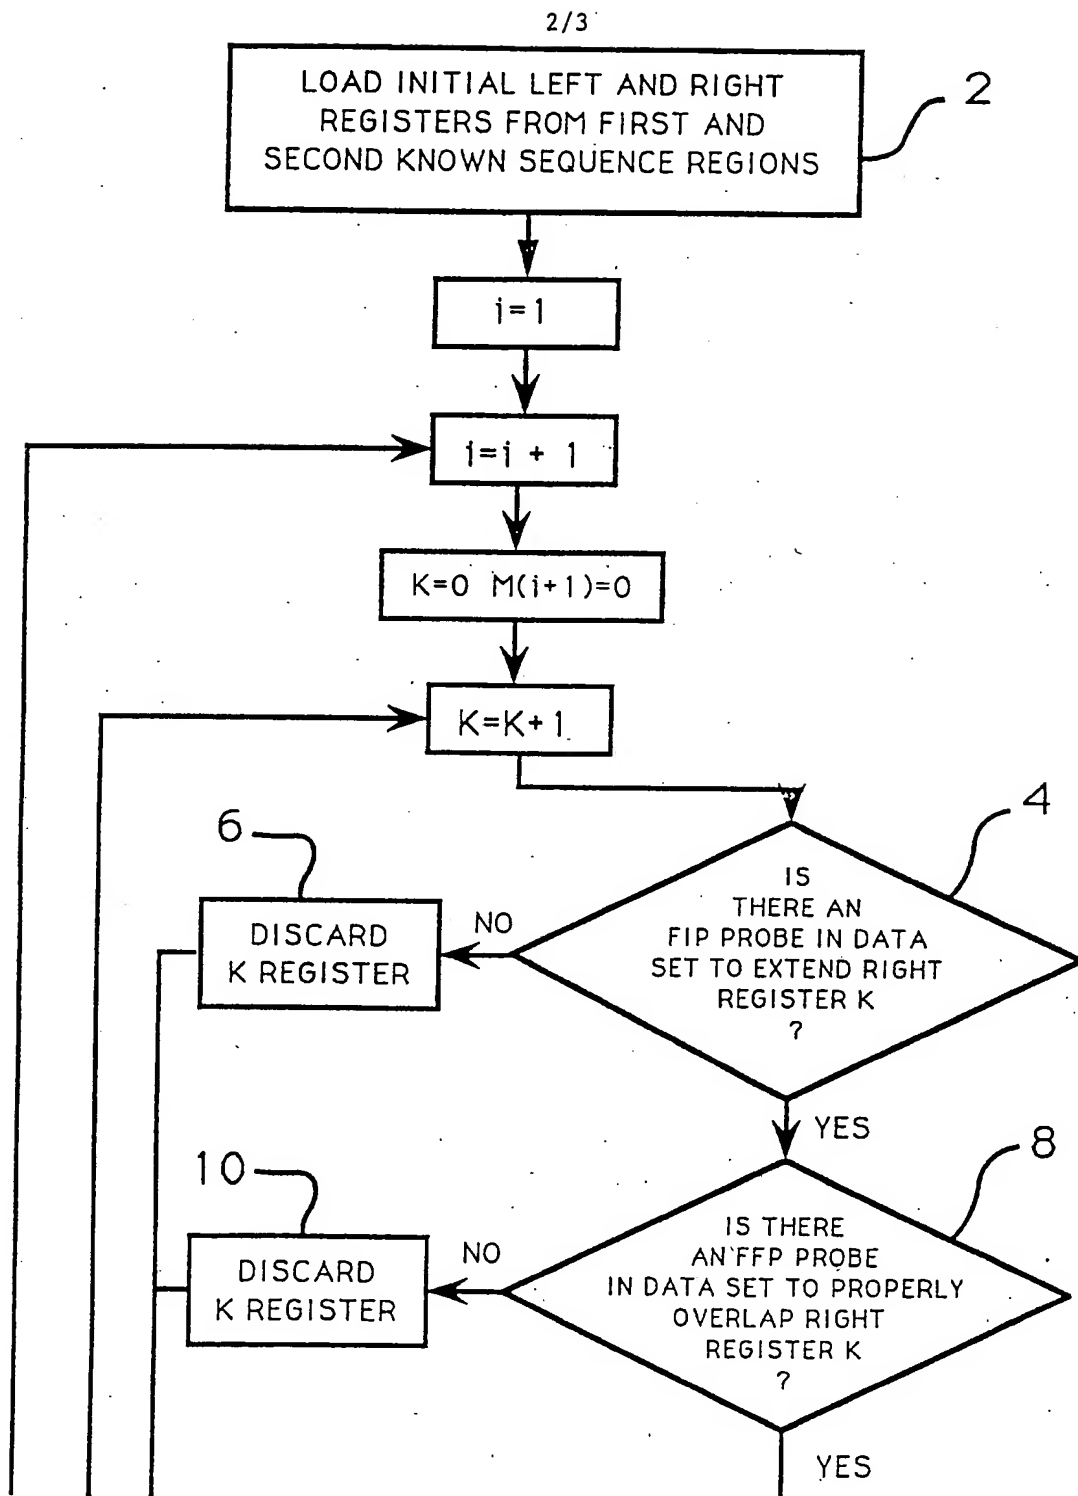 2/3
LOAD INITIAL LEFT AND RIGHT
REGISTERS FROM FIRST AND
SECOND KNOWN SEQUENCE REGIONS
2
i=1
i=i + 1
K=0 M(i+1)=0
K=K+1
4
6
IS
THERE AN
FIP PROBE IN DATA
SET TO EXTEND RIGHT
REGISTER K
?
NO
DISCARD
K REGISTER
YES
8
10
IS THERE
AN FFP PROBE
IN DATA SET TO PROPERLY
OVERLAP RIGHT
REGISTER K
?
NO
DISCARD
K REGISTER
YES